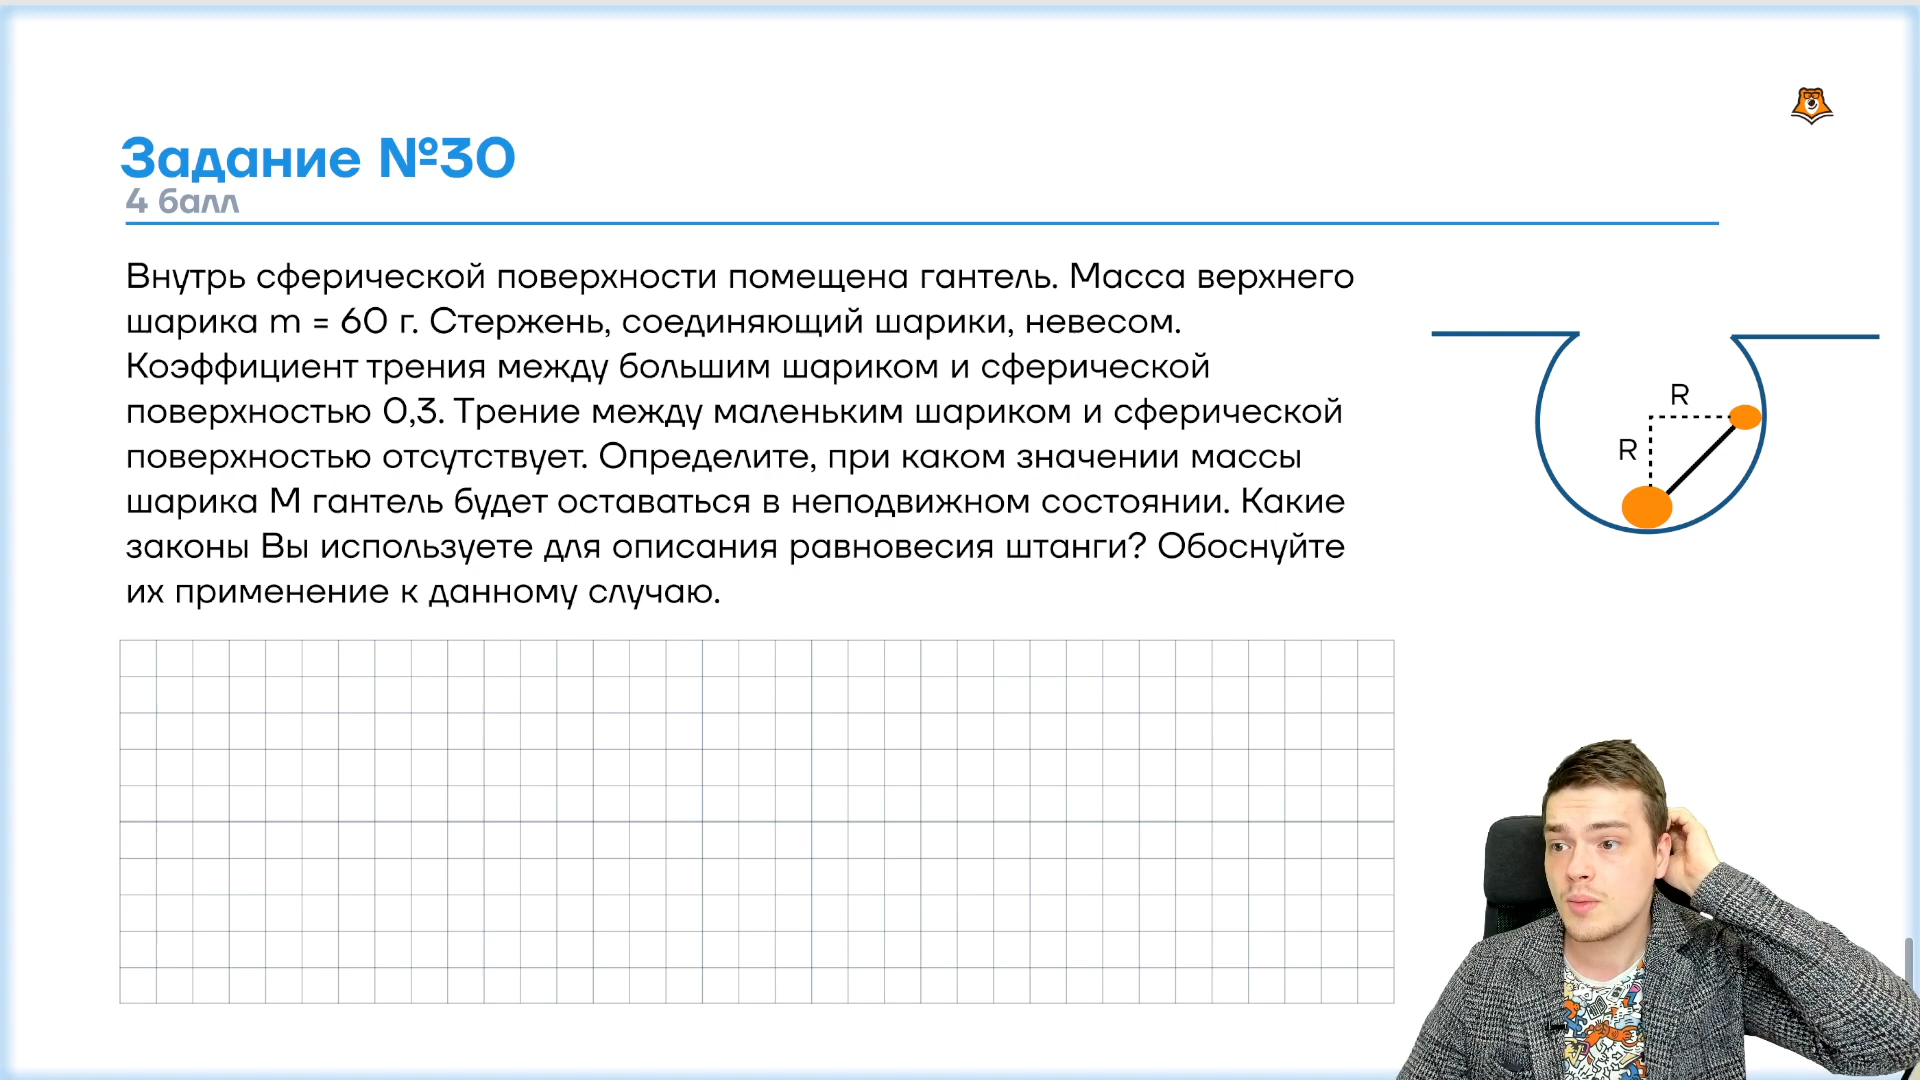 Задание №30
4 балл
Внутрь сферической поверхности помещена гантель. Масса верхнего
шарика m = 60 г. Стержень, соединяющий шарики, невесом.
Коэффициент трения между большим шариком и сферической
поверхностью 0,3. Трение между маленьким шариком и сферической
поверхностью отсутствует. Определите, при каком значении массы
шарика М гантель будет оставаться в неподвижном состоянии. Какие
законы Вы используете для описания равновесия штанги? Обоснуйте
их применение к данному случаю.
R
R